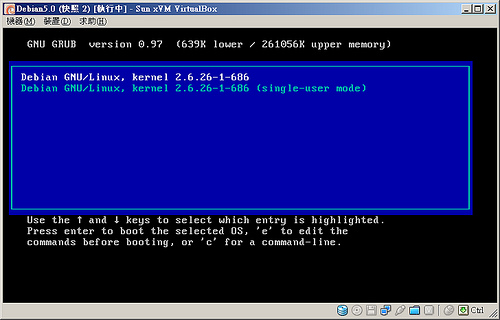 Debian5.0 (快照 2) [執行中] - Sun xVM VirtualBox
機器(M) 裝置(D) 求助(H)
GNU GRUB version 0.97 (639K lower / 261056K upper memory)
Debian GNU/Linux, kernel 2.6.26-1-686
Debian GNU/Linux, kernel 2.6.26-1-686 (single-user mode)
Use the ↑ and ↓ keys to select which entry is highlighted.
Press enter to boot the selected OS, 'e' to edit the
commands before booting, or 'c' for a command-line.
Ctrl